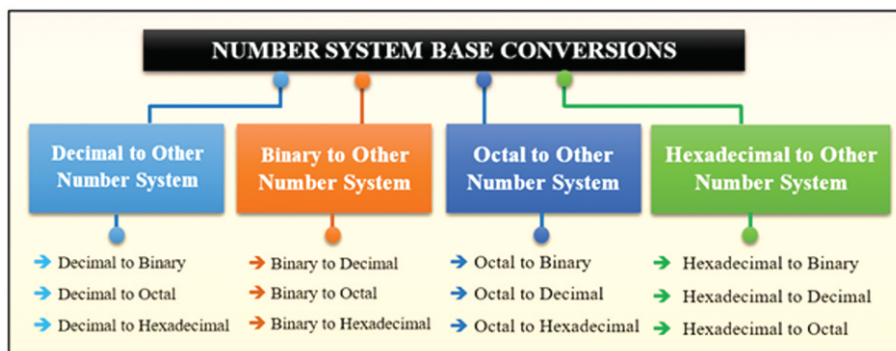 NUMBER SYSTEM BASE CONVERSIONS
Decimal to Other
Number System
Decimal to Binary
Decimal to Octal
Decimal to Hexadecimal
Binary to Other
Number System
Binary to Decimal
Binary to Octal
Binary to Hexadecimal
Octal to Other
Number System
Octal to Binary
Octal to Decimal
Octal to Hexadecimal
Hexadecimal to Other
Number System
Hexadecimal to Binary
Hexadecimal to Decimal
Hexadecimal to Octal